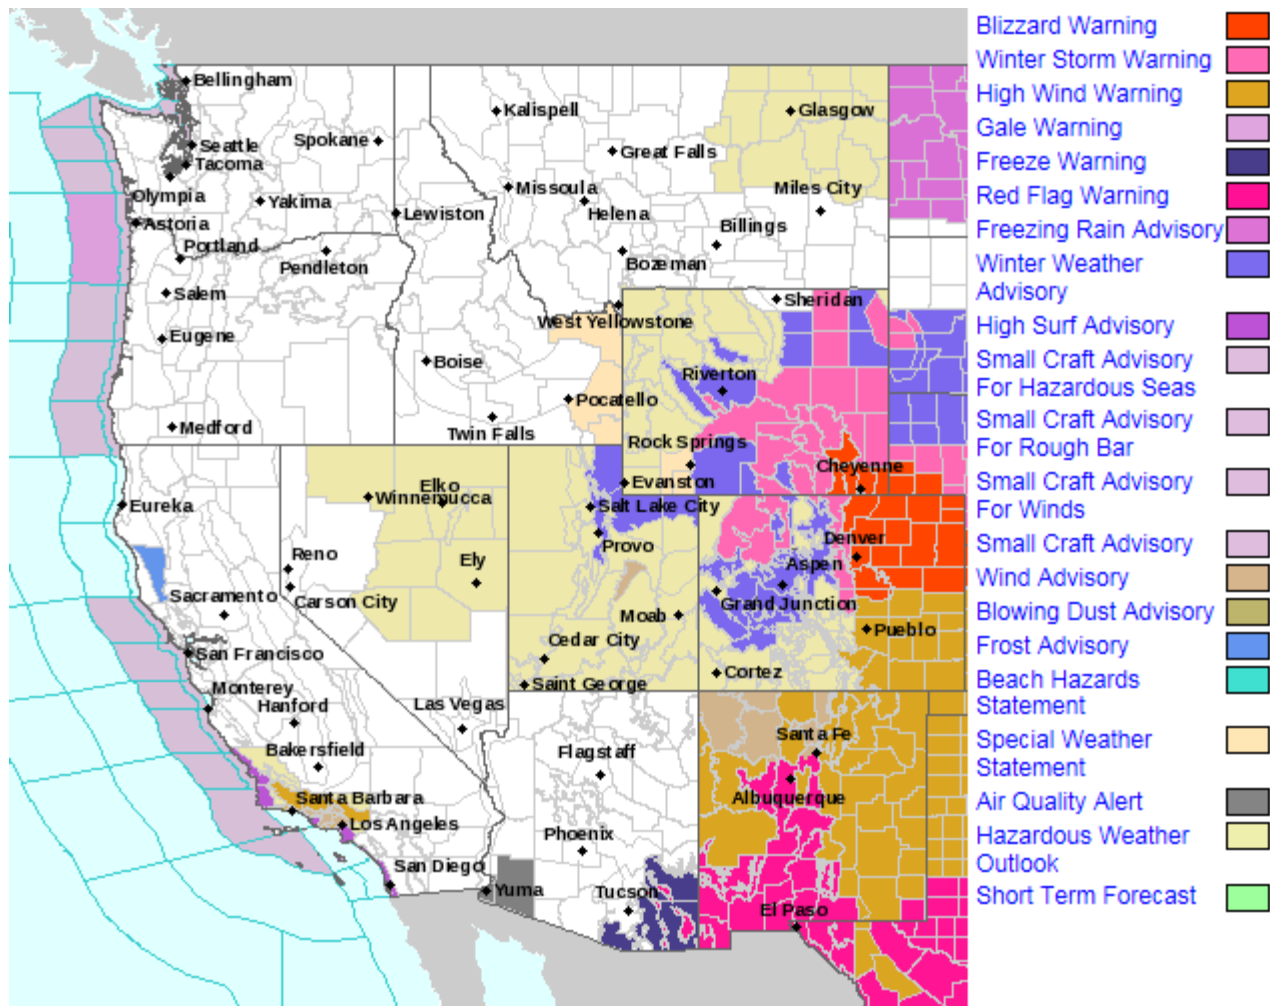 Bellingham
Seattle
Tacoma
Olympia
Spokane
Yakima
Astoria
Portland
Pendleton
Salem
Eugene
Medford
Kalispell
Great Falls
Glasgow
Missoula
Helena
Miles City
Lewiston
Billings
Bozeman
West Yellowstone
Sheridan
Boise
Riverton
Pocatello
Twin Falls
Rock Springs
Cheyenne
Evanston
Elko
Winnemucca
Eureka
Salt Lake City
Provo
Denver
Reno
Ely
Aspen
Sacramento
Carson City
Grand Junction
Moab
Pueblo
San Francisco
Cedar City
Cortez
Monterey
Saint George
Hanford
Las Vegas
Bakersfield
Flagstaff
Santa Fe
Santa Barbara
Albuquerque
Los Angeles
Phoenix
San Diego
Yuma
Tucson
El Paso
Blizzard Warning
Winter Storm Warning
High Wind Warning
Gale Warning
Freeze Warning
Red Flag Warning
Freezing Rain Advisory
Winter Weather
Advisory
High Surf Advisory
Small Craft Advisory
For Hazardous Seas
Small Craft Advisory
For Rough Bar
Small Craft Advisory
For Winds
Small Craft Advisory
Wind Advisory
Blowing Dust Advisory
Frost Advisory
Beach Hazards
Statement
Special Weather
Statement
Air Quality Alert
Hazardous Weather
Outlook
Short Term Forecast